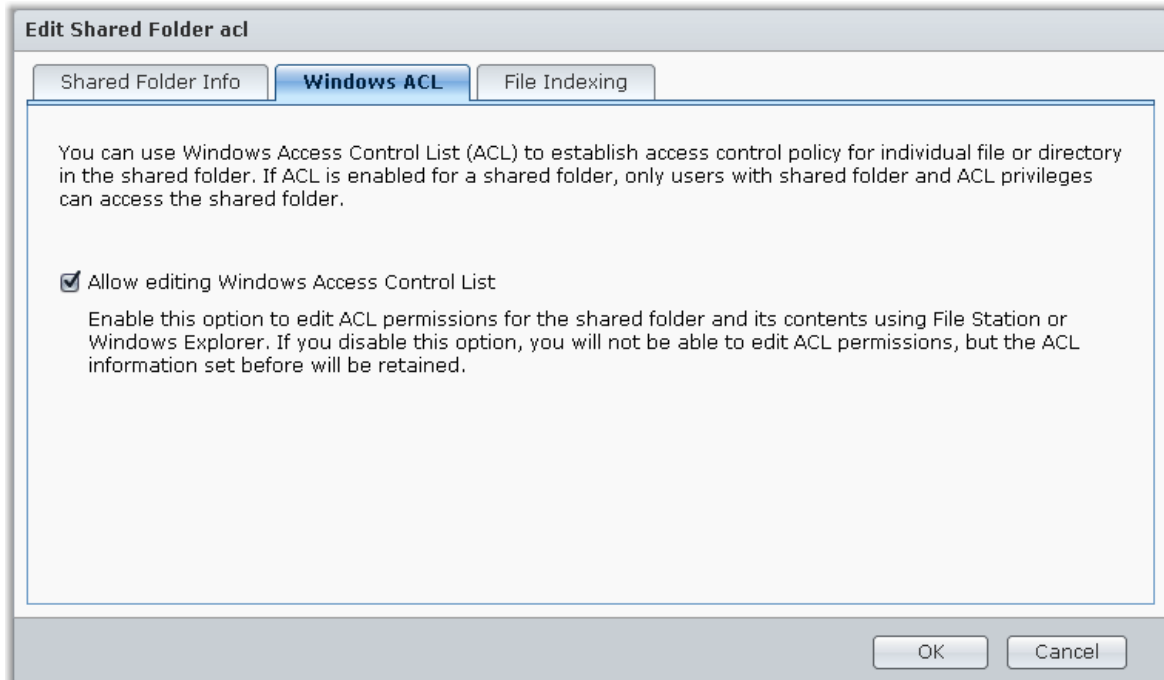 Edit Shared Folder acl
Shared Folder Info
Windows ACL
File Indexing
You can use Windows Access Control List (ACL) to establish access control policy for individual file or directory
in the shared folder. If ACL is enabled for a shared folder, only users with shared folder and ACL privileges
can access the shared folder.
Allow editing Windows Access Control List
Enable this option to edit ACL permissions for the shared folder and its contents using File Station or
Windows Explorer. If you disable this option, you will not be able to edit ACL permissions, but the ACL
information set before will be retained.
OK
Cancel